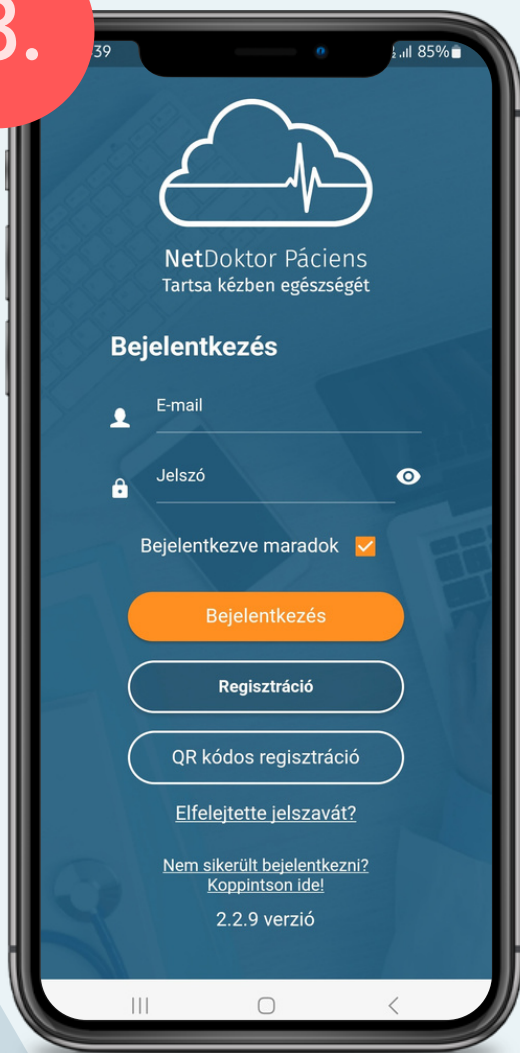 3.
39
85%
NetDoktor Páciens
Tartsa kézben egészségét
Bejelentkezés
E-mail
Jelszó
Bejelentkezve maradok
Bejelentkezés
Regisztráció
QR kódos regisztráció
Elfelejtette jelszavát?
Nem sikerült bejelentkezni?
Koppintson ide!
2.2.9 verzió